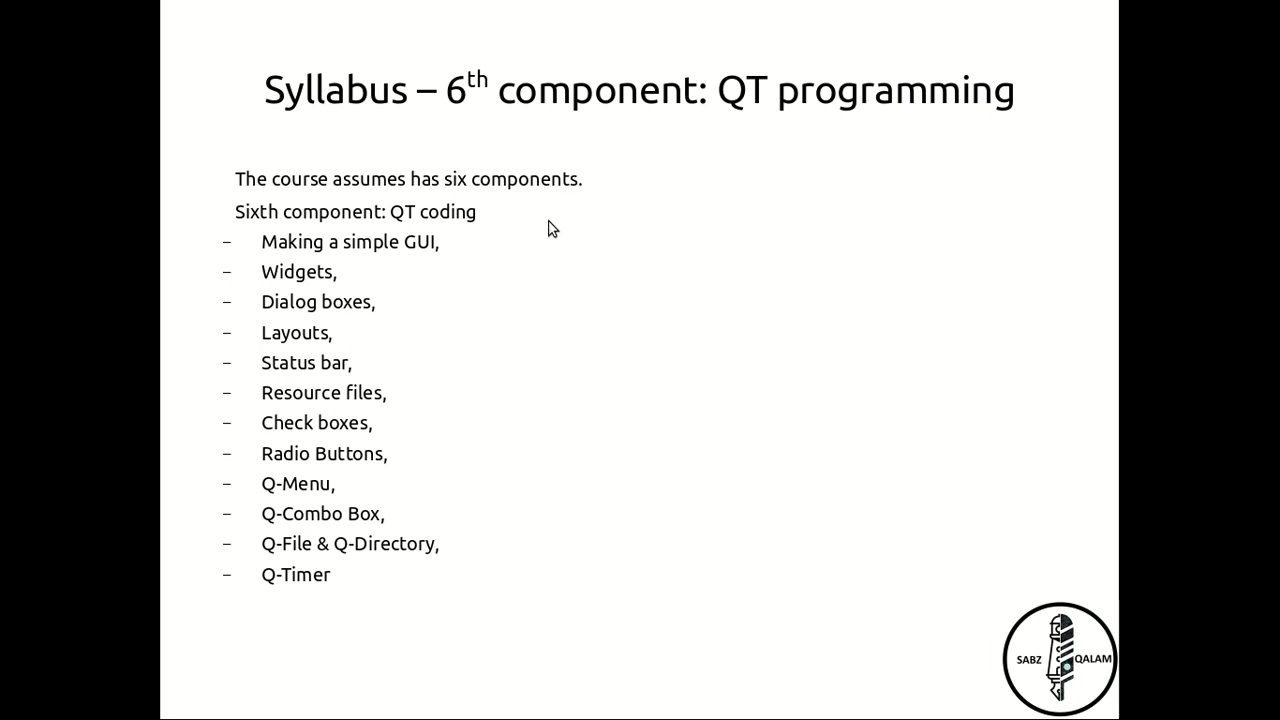 Syllabus – 6th component: QT programming
The course assumes has six components.
Sixth component: QT coding
– Making a simple GUI,
– Widgets,
– Dialog boxes,
– Layouts,
– Status bar,
– Resource files,
– Check boxes,
– Radio Buttons,
– Q-Menu,
– Q-Combo Box,
– Q-File & Q-Directory,
– Q-Timer
SABZ QALAM